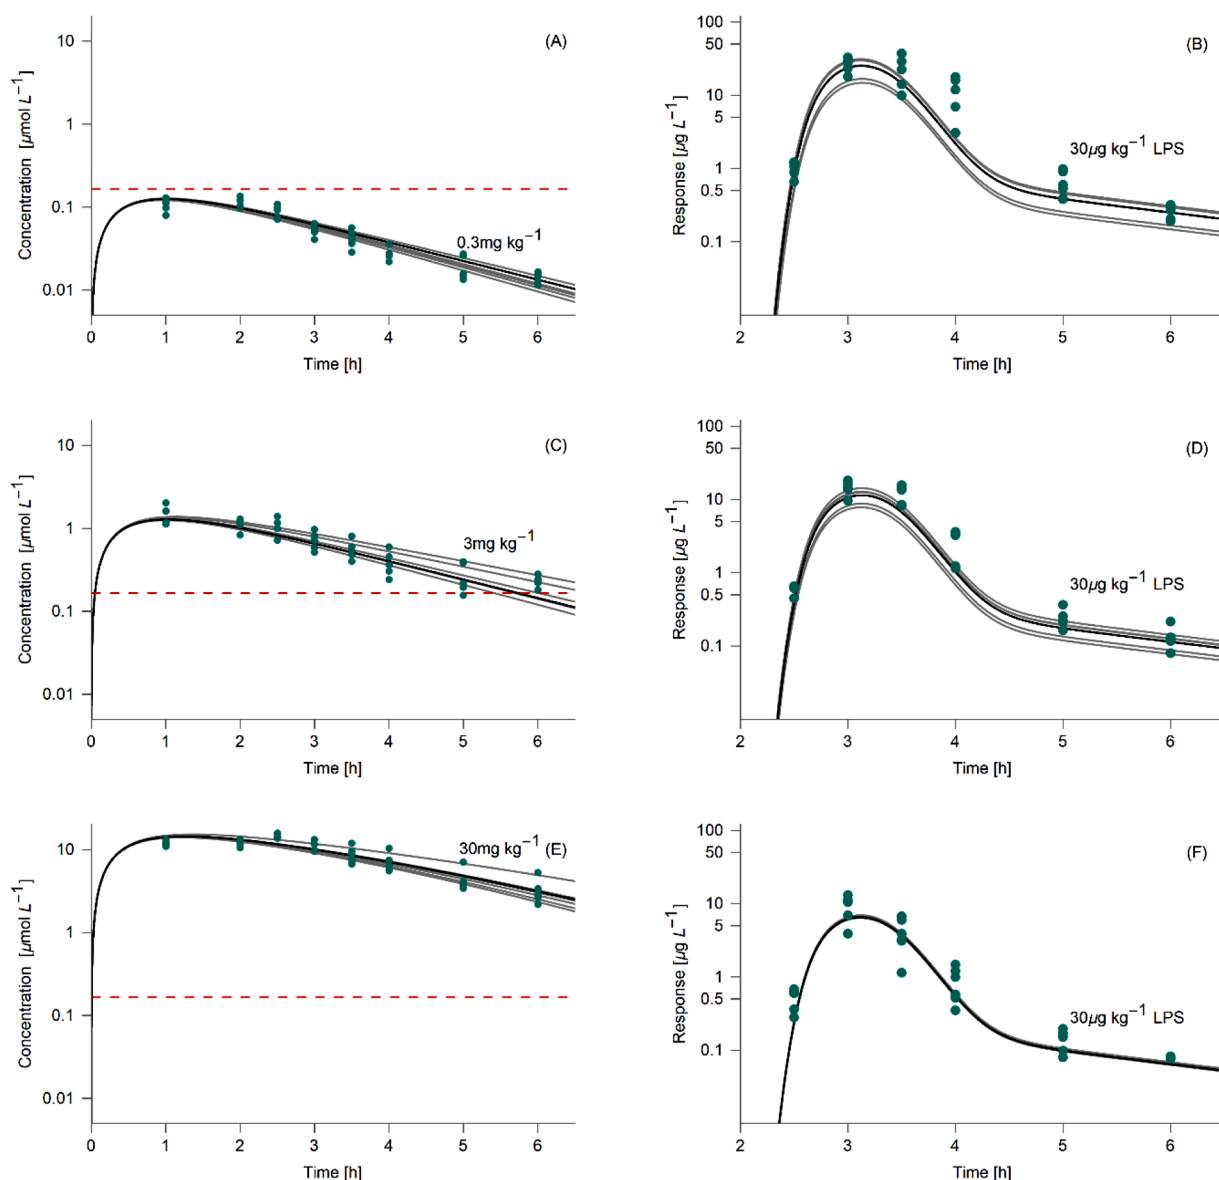 (A)
Concentration [µmol L⁻¹]
10
1
0.1
0.01
0.3mg kg⁻¹
0 1 2 3 4 5 6
Time [h]
(B)
Response [µg L⁻¹]
100
50
10
5
1
0.5
0.1
30µg kg⁻¹ LPS
2 3 4 5 6
Time [h]
(C)
Concentration [µmol L⁻¹]
10
1
0.1
0.01
3mg kg⁻¹
0 1 2 3 4 5 6
Time [h]
(D)
Response [µg L⁻¹]
100
50
10
5
1
0.5
0.1
30µg kg⁻¹ LPS
2 3 4 5 6
Time [h]
30mg kg⁻¹ (E)
Concentration [µmol L⁻¹]
10
1
0.1
0.01
0 1 2 3 4 5 6
Time [h]
(F)
Response [µg L⁻¹]
100
50
10
5
1
0.5
0.1
30µg kg⁻¹ LPS
2 3 4 5 6
Time [h]